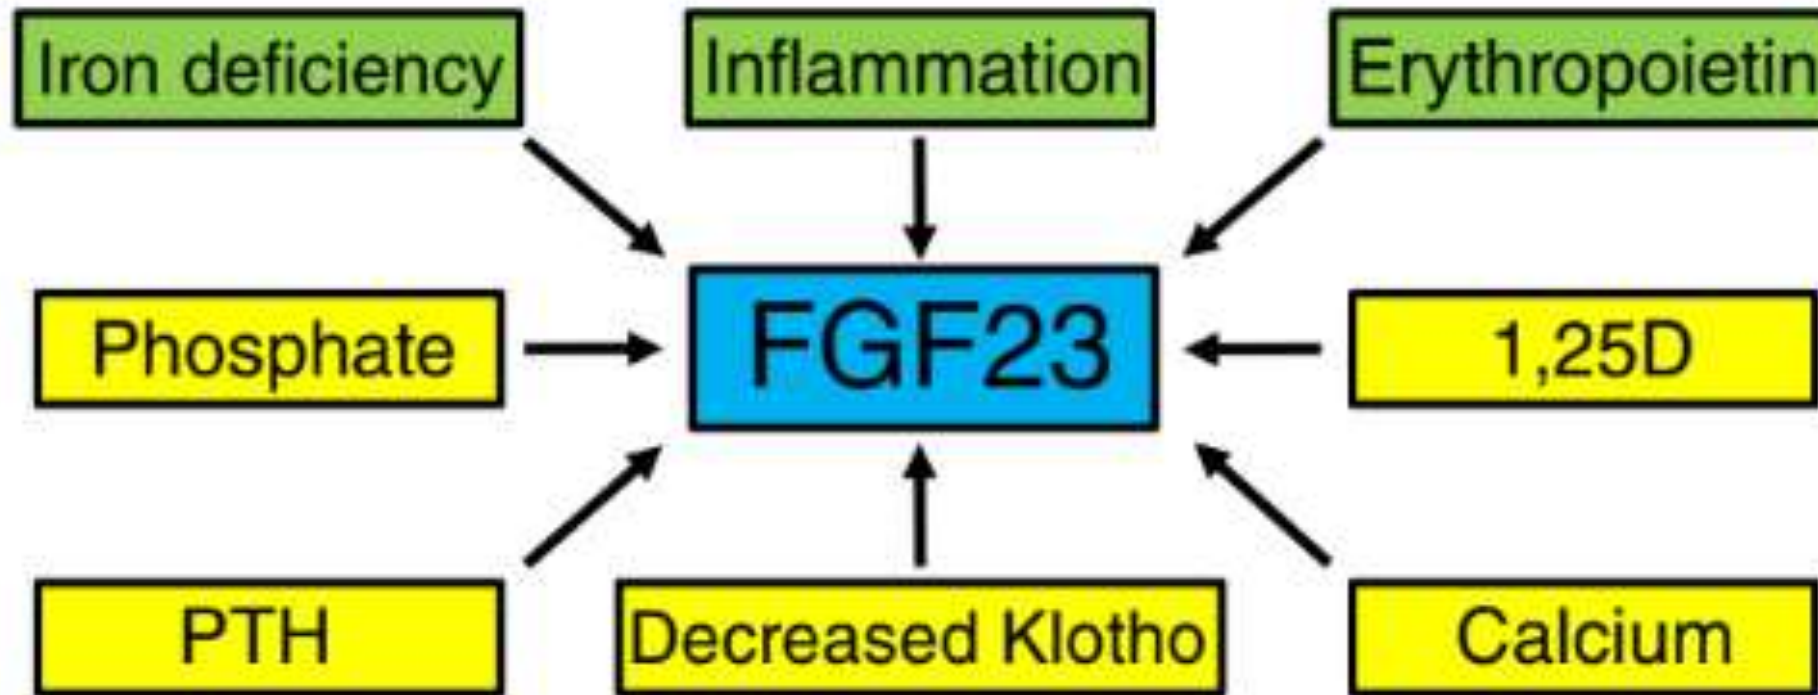 Iron deficiency
Inflammation
Erythropoietin
Phosphate
FGF23
1,25D
PTH
Decreased Klotho
Calcium